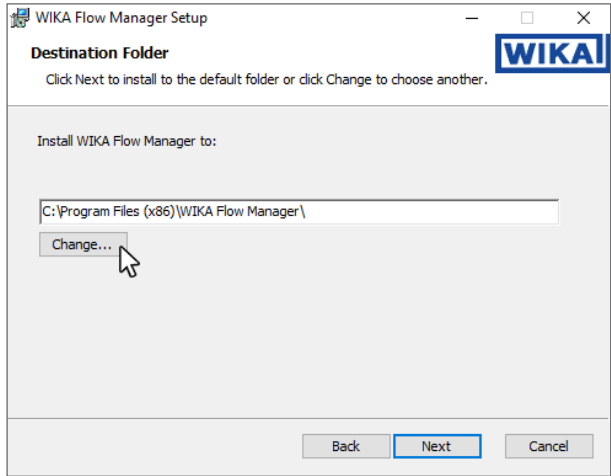 WIKA Flow Manager Setup
Destination Folder
Click Next to install to the default folder or click Change to choose another.
WIKA
Install WIKA Flow Manager to:
C:\Program Files (x86)\WIKA Flow Manager\
Change...
Back Next Cancel